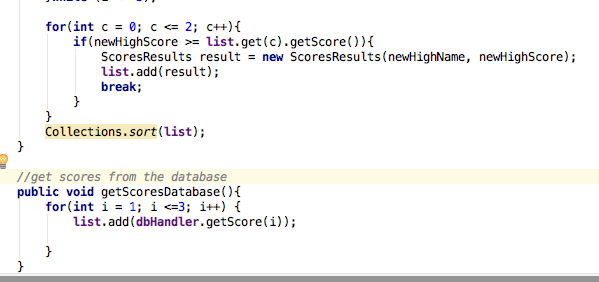 for(int c = 0; c <= 2; c++){
if(newHighScore >= list.get(c).getScore()){
ScoresResults result = new ScoresResults(newHighName, newHighScore);
list.add(result);
break;
}
}
Collections.sort(list);
}
//get scores from the database
public void getScoresDatabase(){
for(int i = 1; i <=3; i++) {
list.add(dbHandler.getScore(i));
}
}